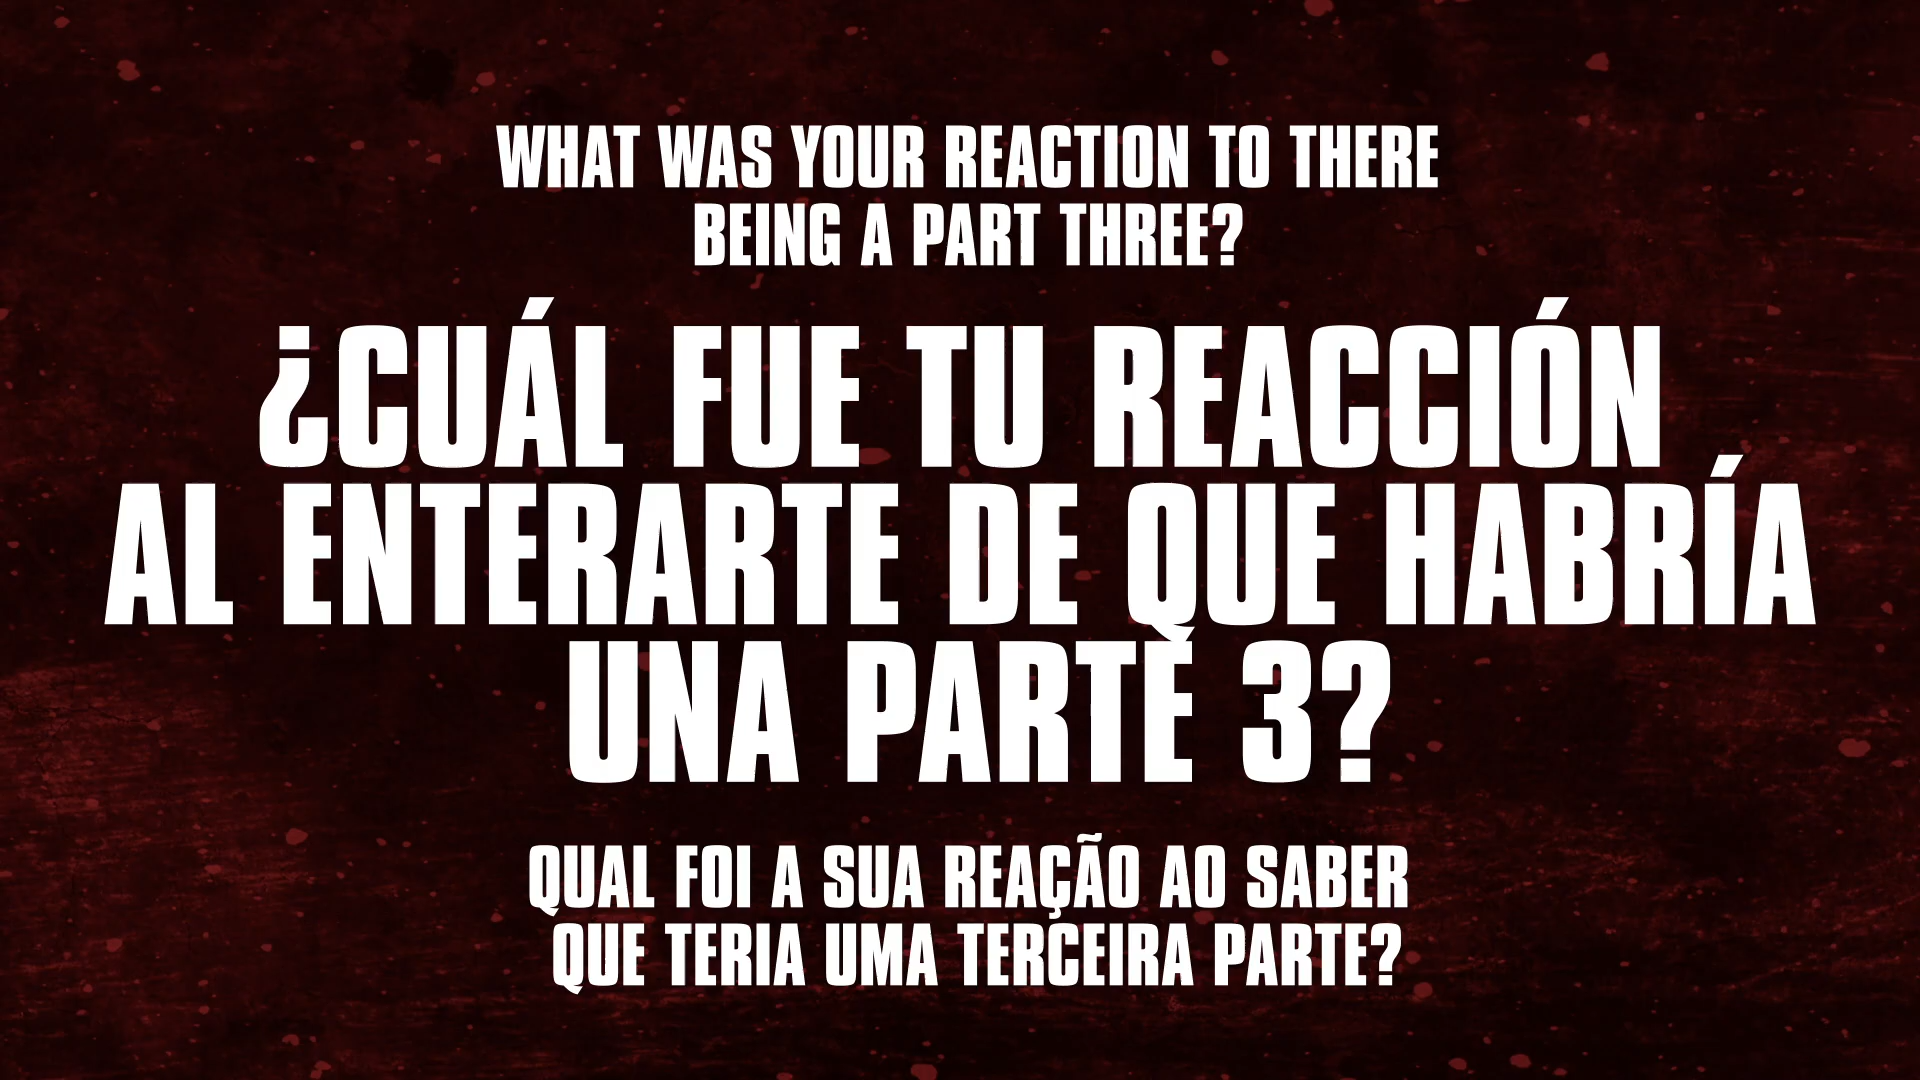 WHAT WAS YOUR REACTION TO THERE
BEING A PART THREE?
¿CUÁL FUE TU REACCIÓN
AL ENTERARTE DE QUE HABRÍA
UNA PARTE 3?
QUAL FOI A SUA REAÇÃO AO SABER
QUE TERIA UMA TERCEIRA PARTE?